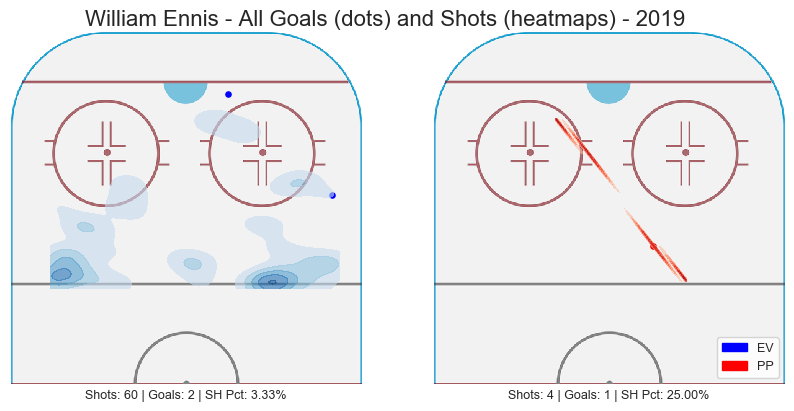 William Ennis - All Goals (dots) and Shots (heatmaps) - 2019
EV
PP
Shots: 60 | Goals: 2 | SH Pct: 3.33%
Shots: 4 | Goals: 1 | SH Pct: 25.00%